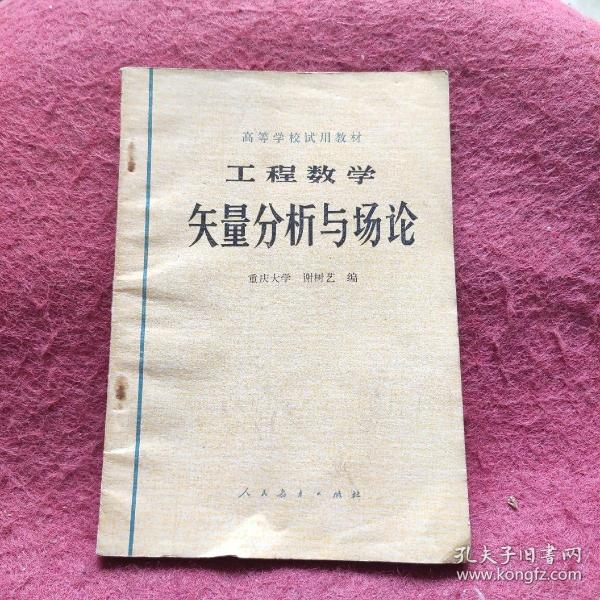 高等学校试用教材
工程数学
矢量分析与场论
重庆大学 谢树艺 编
人民教育出版社
孔夫子旧书网
www.kongfz.com